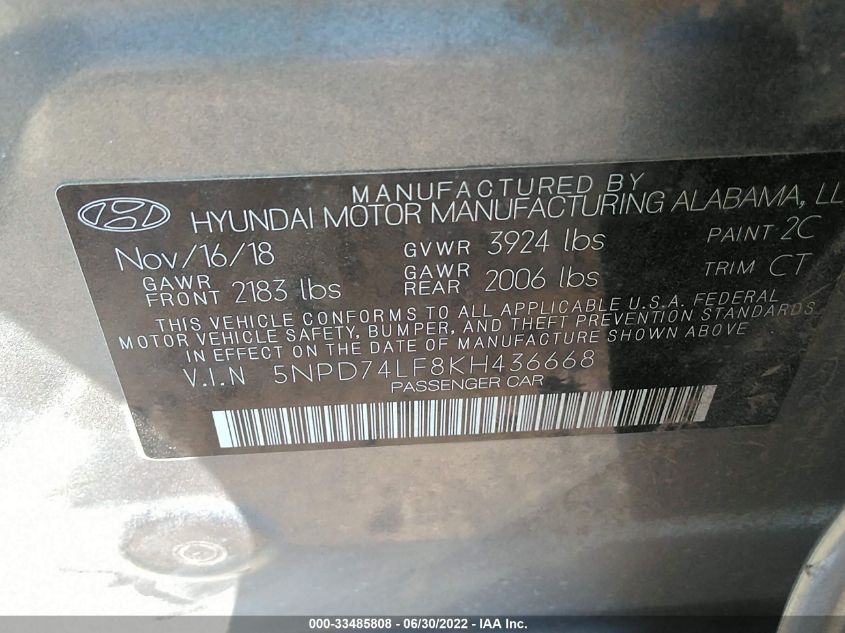 MANUFACTURED BY
HYUNDAI MOTOR MANUFACTURING ALABAMA, LL
Nov/16/18 GVWR 3924 lbs PAINT 2C
GAWR FRONT 2183 lbs GAWR REAR 2006 lbs TRIM CT
THIS VEHICLE CONFORMS TO ALL APPLICABLE U.S.A. FEDERAL
MOTOR VEHICLE SAFETY, BUMPER, AND THEFT PREVENTION STANDARDS
IN EFFECT ON THE DATE OF MANUFACTURE SHOWN ABOVE
V.I.N 5NPD74LF8KH436668
PASSENGER CAR
000-33485808 - 06/30/2022 - IAA Inc.